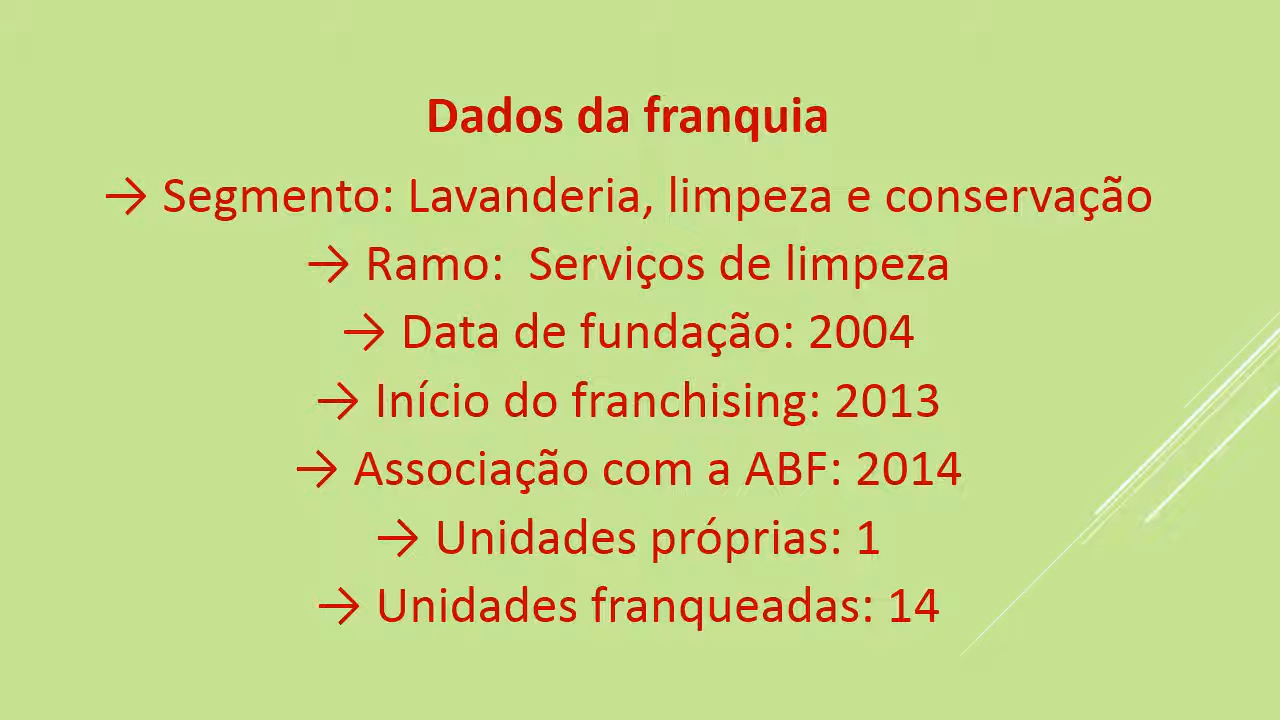 Dados da franquia
→ Segmento: Lavanderia, limpeza e conservação
→ Ramo:  Serviços de limpeza
→ Data de fundação: 2004
→ Início do franchising: 2013
→ Associação com a ABF: 2014
→ Unidades próprias: 1
→ Unidades franqueadas: 14